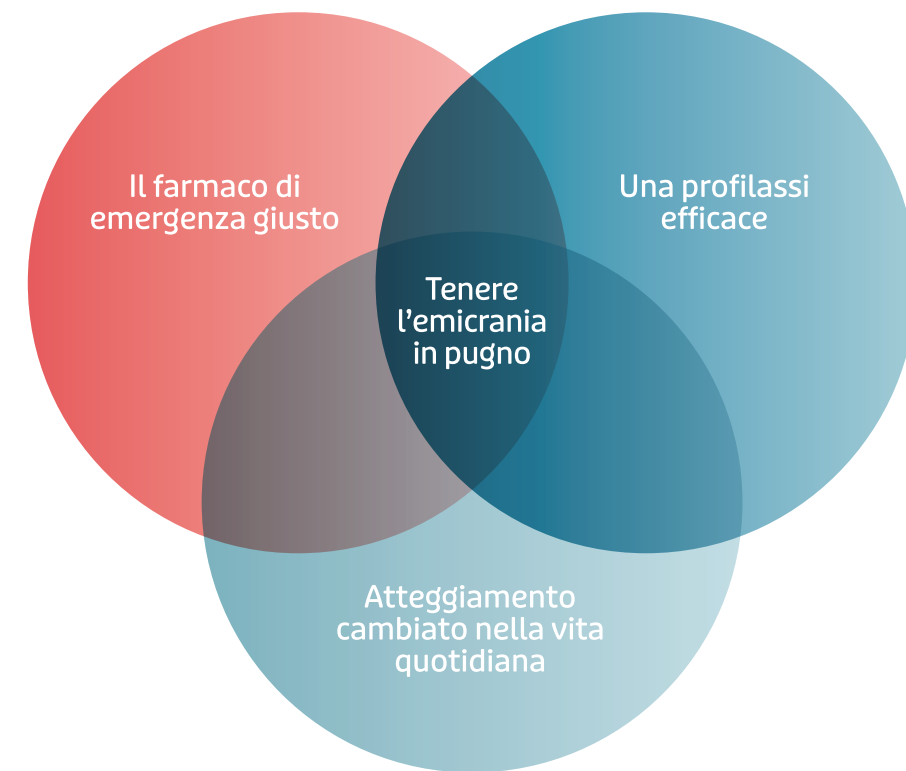 Il farmaco di
emergenza giusto
Una profilassi
efficace
Tenere
l’emicrania
in pugno
Atteggiamento
cambiato nella vita
quotidiana